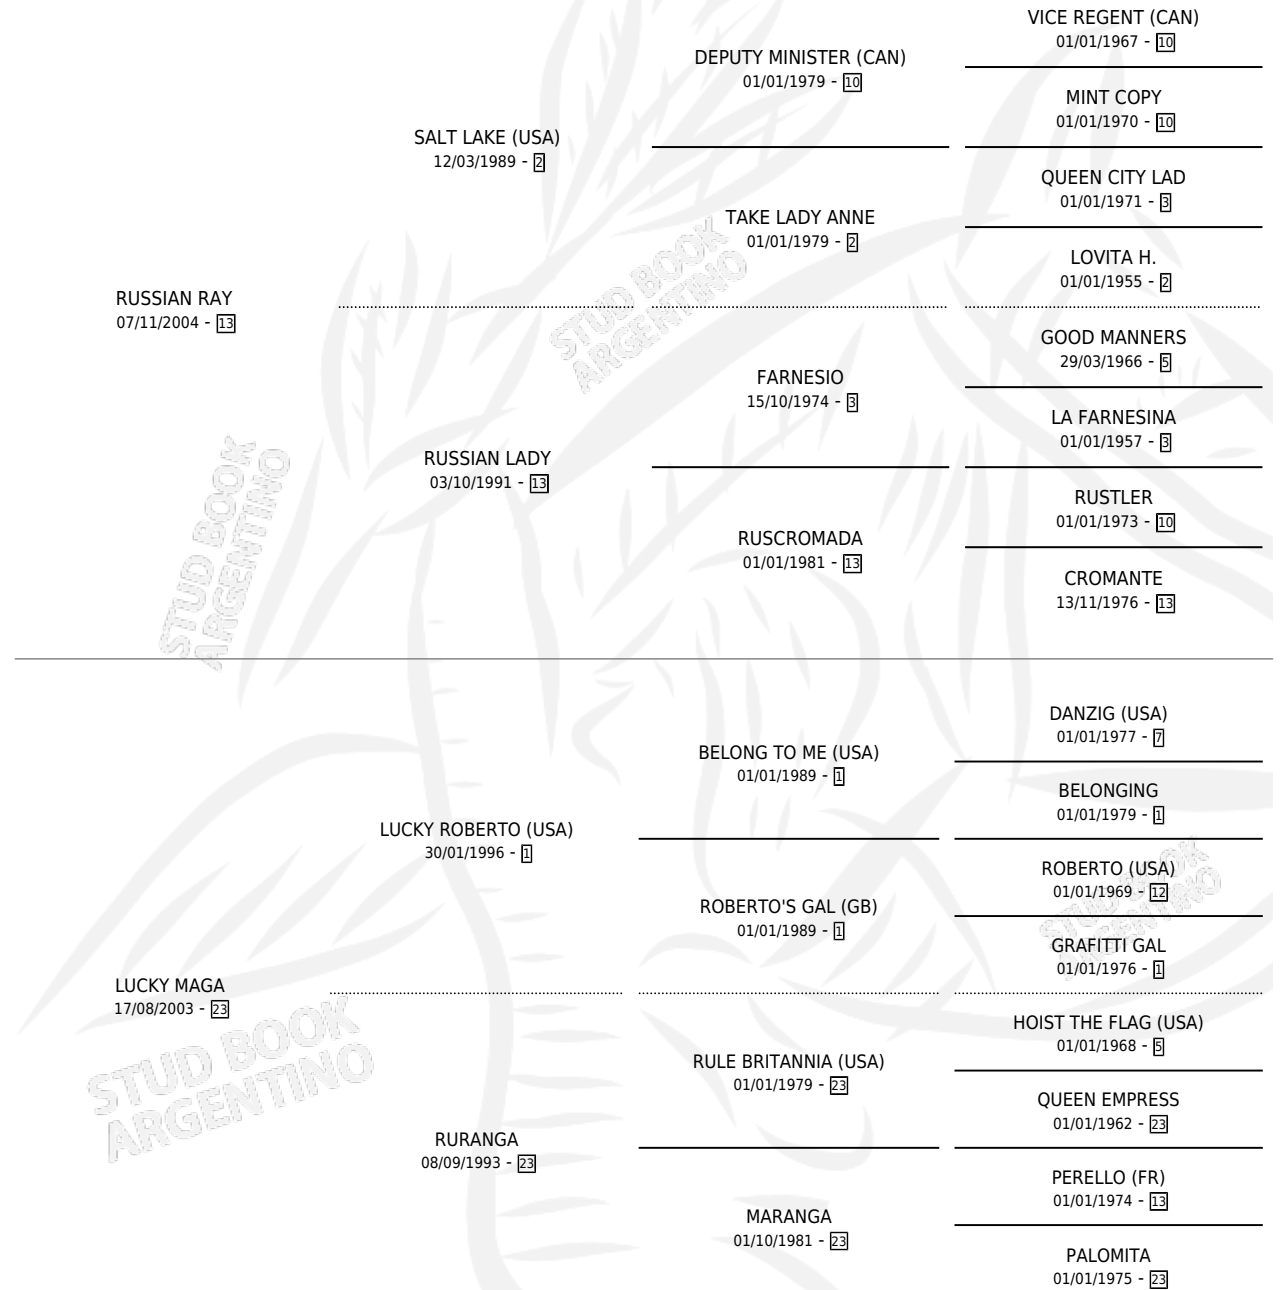 VICE REGENT (CAN)
01/01/1967 - 10
DEPUTY MINISTER (CAN)
01/01/1979 - 10
MINT COPY
01/01/1970 - 10
SALT LAKE (USA)
12/03/1989 - 2
QUEEN CITY LAD
01/01/1971 - 3
TAKE LADY ANNE
01/01/1979 - 2
LOVITA H.
01/01/1955 - 2
RUSSIAN RAY
07/11/2004 - 13
GOOD MANNERS
29/03/1966 - 5
FARNESIO
15/10/1974 - 3
LA FARNESINA
01/01/1957 - 3
RUSSIAN LADY
03/10/1991 - 13
RUSTLER
01/01/1973 - 10
RUSCROMADA
01/01/1981 - 13
CROMANTE
13/11/1976 - 13
STUD BOOK
ARGENTINO
STUD BOOK
ARGENTINO
DANZIG (USA)
01/01/1977 - 7
BELONG TO ME (USA)
01/01/1989 - 1
BELONGING
01/01/1979 - 1
LUCKY ROBERTO (USA)
30/01/1996 - 1
ROBERTO (USA)
01/01/1969 - 12
ROBERTO'S GAL (GB)
01/01/1989 - 1
GRAFITTI GAL
01/01/1976 - 1
LUCKY MAGA
17/08/2003 - 23
HOIST THE FLAG (USA)
01/01/1968 - 5
RULE BRITANNIA (USA)
01/01/1979 - 23
QUEEN EMPRESS
01/01/1962 - 23
RURANGA
08/09/1993 - 23
PERELLO (FR)
01/01/1974 - 13
MARANGA
01/10/1981 - 23
PALOMITA
01/01/1975 - 23
STUD BOOK
ARGENTINO
STUD BOOK
ARGENTINO